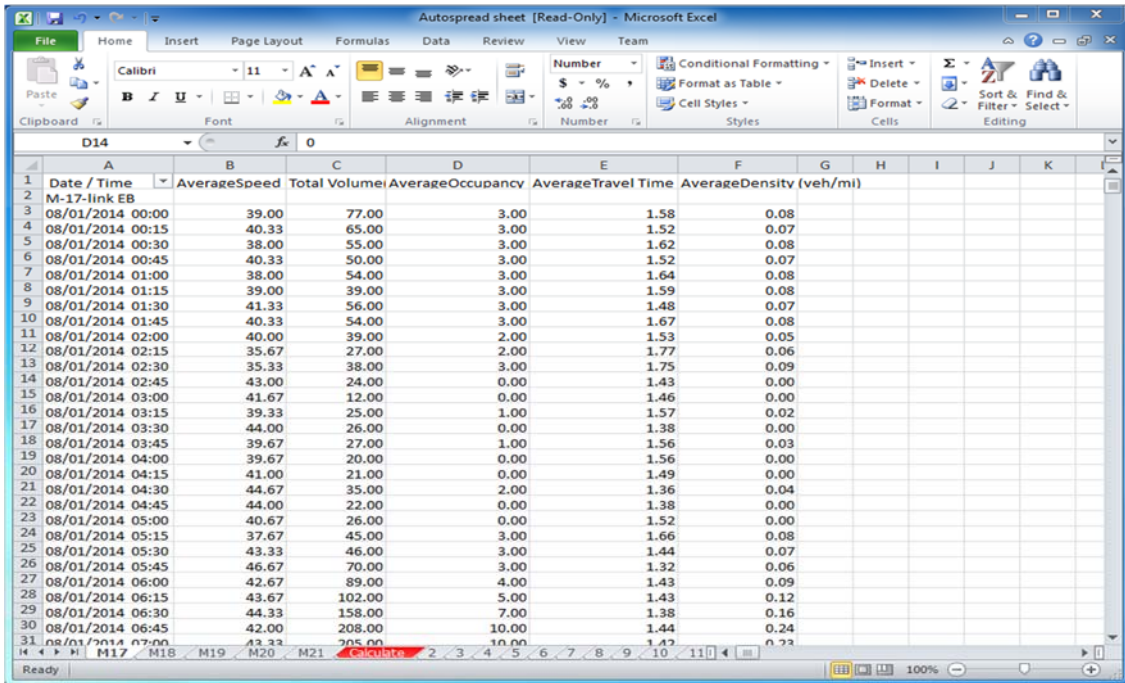 Autospread sheet [Read-Only] - Microsoft Excel
File Home Insert Page Layout Formulas Data Review View Team
Calibri 11 A A Number Conditional Formatting Insert Σ
Paste B I U A $ % , Format as Table Delete Sort & Find &
Cell Styles Format Filter Select
Clipboard Font Alignment Number Styles Cells Editing
D14 fx 0
A B C D E F G H I J K
1 Date / Time AverageSpeed Total Volume AverageOccupancy AverageTravel Time AverageDensity (veh/mi)
2 M-17-link EB
3 08/01/2014 00:00 39.00 77.00 3.00 1.58 0.08
4 08/01/2014 00:15 40.33 65.00 3.00 1.52 0.07
5 08/01/2014 00:30 38.00 55.00 3.00 1.62 0.08
6 08/01/2014 00:45 40.33 50.00 3.00 1.52 0.07
7 08/01/2014 01:00 38.00 54.00 3.00 1.64 0.08
8 08/01/2014 01:15 39.00 39.00 3.00 1.59 0.08
9 08/01/2014 01:30 41.33 56.00 3.00 1.48 0.07
10 08/01/2014 01:45 40.33 54.00 3.00 1.67 0.08
11 08/01/2014 02:00 40.00 39.00 2.00 1.53 0.05
12 08/01/2014 02:15 35.67 27.00 2.00 1.77 0.06
13 08/01/2014 02:30 35.33 38.00 3.00 1.75 0.09
14 08/01/2014 02:45 43.00 24.00 0.00 1.43 0.00
15 08/01/2014 03:00 41.67 12.00 0.00 1.46 0.00
16 08/01/2014 03:15 39.33 25.00 1.00 1.57 0.02
17 08/01/2014 03:30 44.00 26.00 0.00 1.38 0.00
18 08/01/2014 03:45 39.67 27.00 1.00 1.56 0.03
19 08/01/2014 04:00 39.67 20.00 0.00 1.56 0.00
20 08/01/2014 04:15 41.00 21.00 0.00 1.49 0.00
21 08/01/2014 04:30 44.67 35.00 2.00 1.36 0.04
22 08/01/2014 04:45 44.00 22.00 0.00 1.38 0.00
23 08/01/2014 05:00 40.67 26.00 0.00 1.52 0.00
24 08/01/2014 05:15 37.67 45.00 3.00 1.66 0.08
25 08/01/2014 05:30 43.33 46.00 3.00 1.44 0.07
26 08/01/2014 05:45 46.67 70.00 3.00 1.32 0.06
27 08/01/2014 06:00 42.67 89.00 4.00 1.43 0.09
28 08/01/2014 06:15 43.67 102.00 5.00 1.43 0.12
29 08/01/2014 06:30 44.33 158.00 7.00 1.38 0.16
30 08/01/2014 06:45 42.00 208.00 10.00 1.44 0.24
31 08/01/2014 07:00 43.33 205.00 10.00 1.42 0.23
M17 M18 M19 M20 M21 Calculate 2 3 4 5 6 7 8 9 10 11
Ready 100%